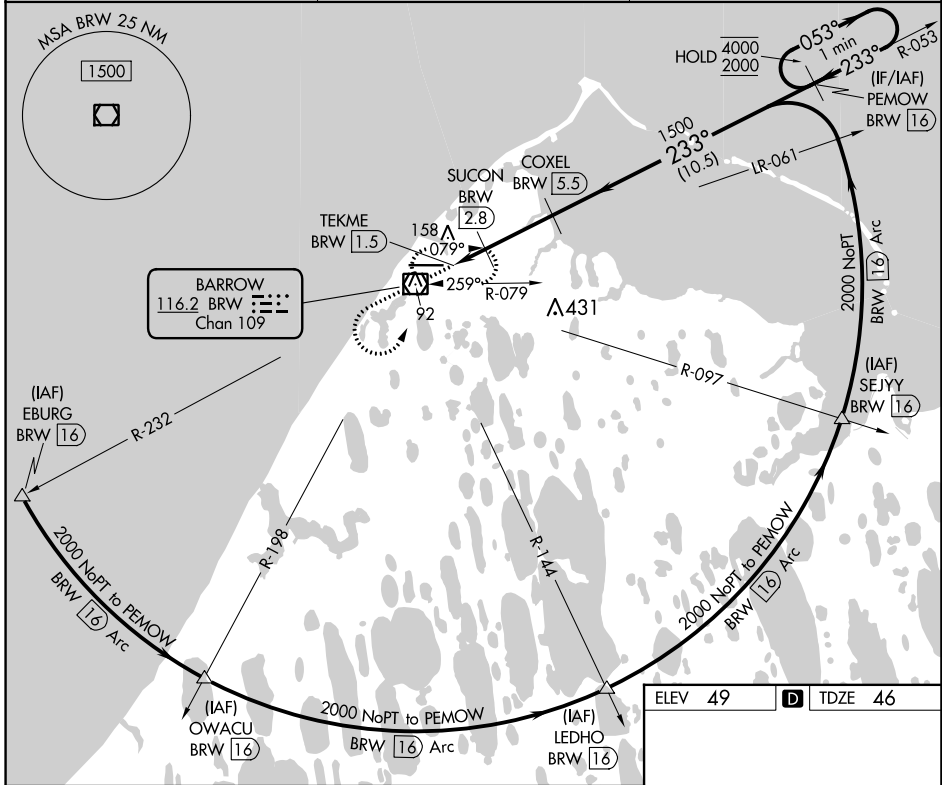 MSA BRW 25 NM
1500
HOLD 4000
2000
053°
1 min
233°
R-053
(IF/IAF)
PEMOW
BRW 16
1500
233°
(10.5)
LR-061
COXEL
BRW 5.5
SUCON
BRW
2.8
TEKME
BRW 1.5
158
079°
259°
R-079
92
431
BARROW
116.2 BRW
Chan 109
2000 NoPT
BRW 16 Arc
R-097
(IAF)
SEJYY
BRW 16
(IAF)
EBURG
BRW 16
R-232
R-198
R-144
2000 NoPT to PEMOW
BRW 16 Arc
2000 NoPT to PEMOW
BRW 16 Arc
2000 NoPT to PEMOW
BRW 16 Arc
(IAF)
OWACU
BRW 16
(IAF)
LEDHO
BRW 16
ELEV 49 D TDZE 46